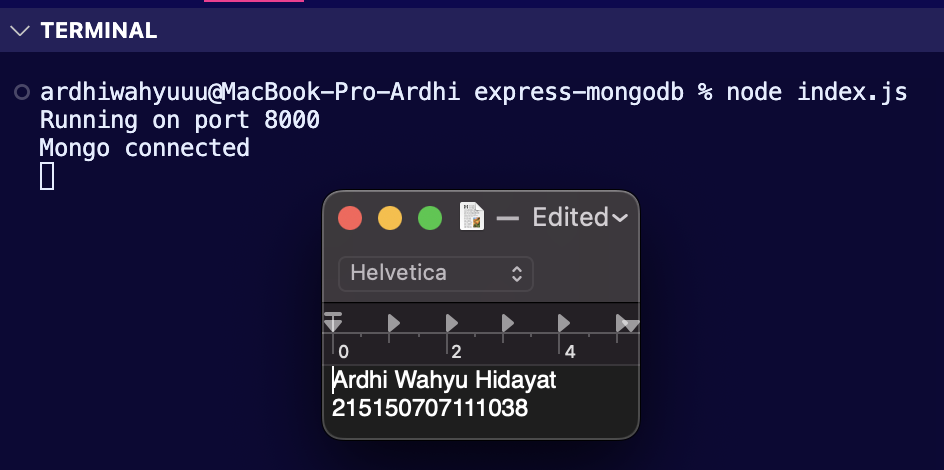 TERMINAL
ardhiwahyuuu@MacBook-Pro-Ardhi express-mongodb % node index.js
Running on port 8000
Mongo connected
— Edited
Helvetica
0 2 4
Ardhi Wahyu Hidayat
215150707111038